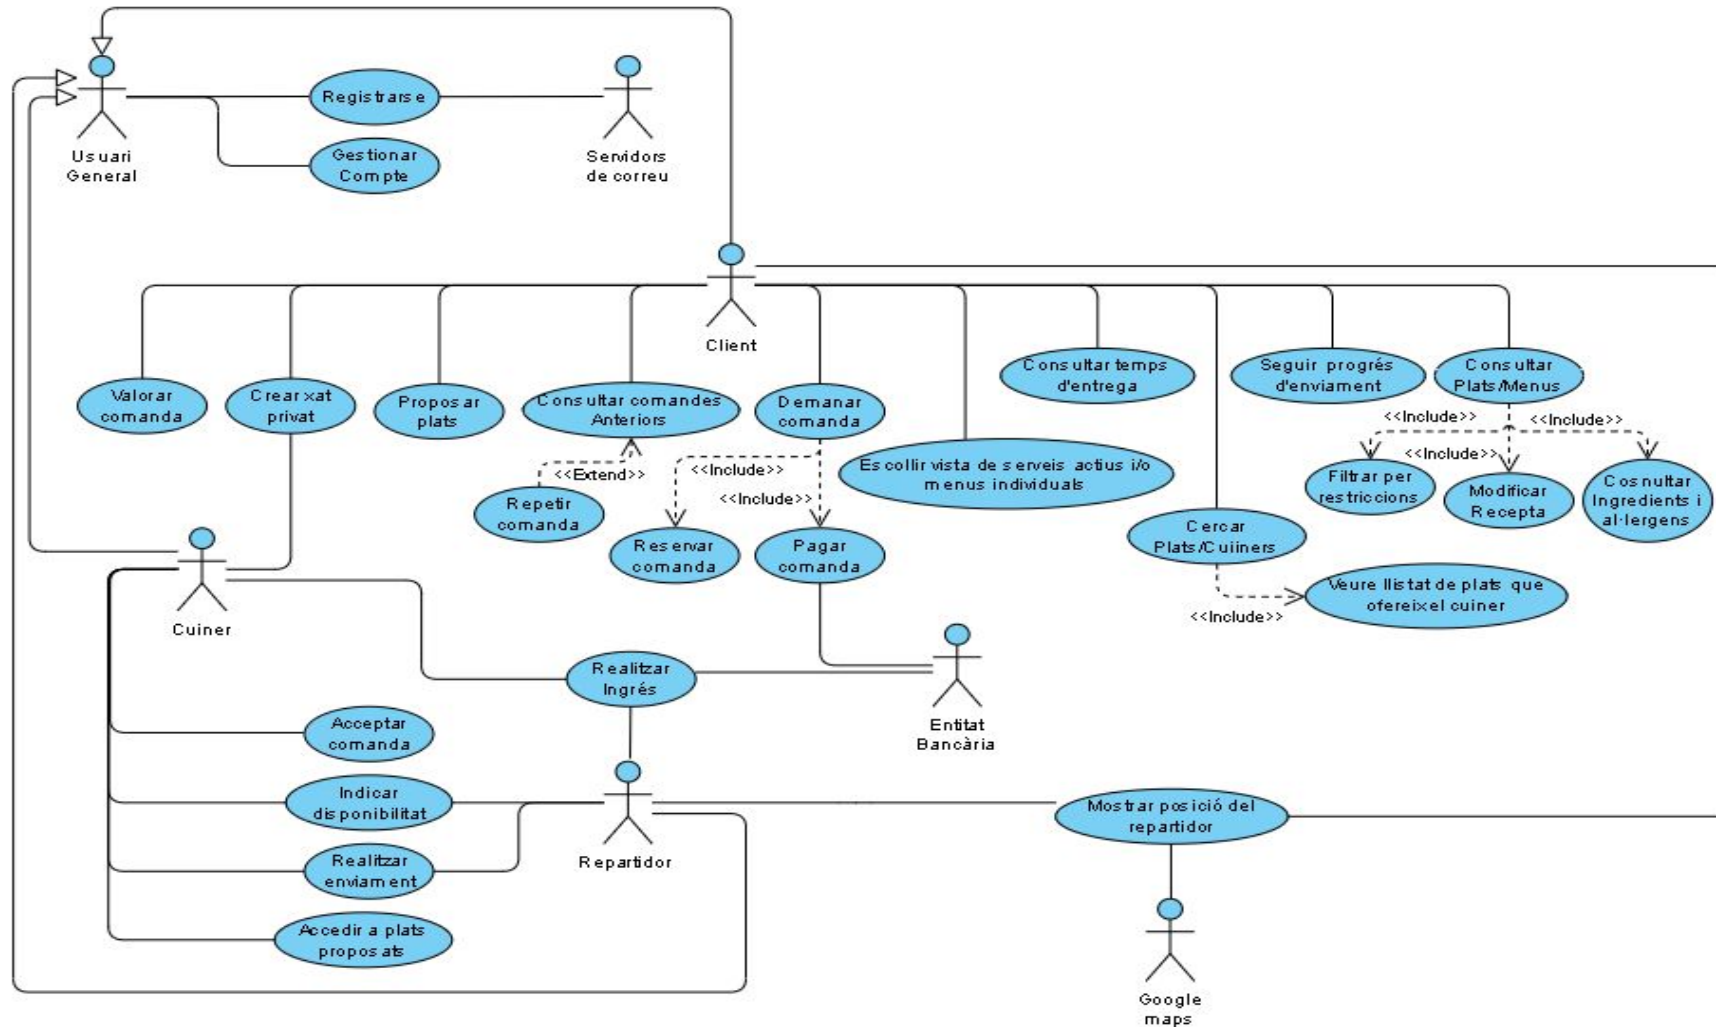 Registrarse
Usuari
General
Gestionar
Compte
Servidors
de correu
Client
Valorar
comanda
Crear xat
privat
Proposar
plats
Consultar comandes
Anteriors
Demanar
comanda
Consultar temps
d'entrega
Seguir progrés
d'enviament
Consultar
Plats/Menus
<<Include>>
<<Include>>
<<Include>>
<<Extend>>
<<Include>>
<<Include>>
Escollir vista de serveis actius i/o
menus individuals
Filtrar per
restriccions
Modificar
Recepta
Cosnultar
Ingredients i
al·lergens
Repetir
comanda
Reservar
comanda
Pagar
comanda
Cercar
Plats/Cuiiners
Veure llistat de plats que
ofereix el cuiner
<<Include>>
Cuiner
Realitzar
Ingrés
Entitat
Bancària
Acceptar
comanda
Indicar
disponibilitat
Repartidor
Mostrar posició del
repartidor
Realitzar
enviament
Accedir a plats
proposats
Google
maps